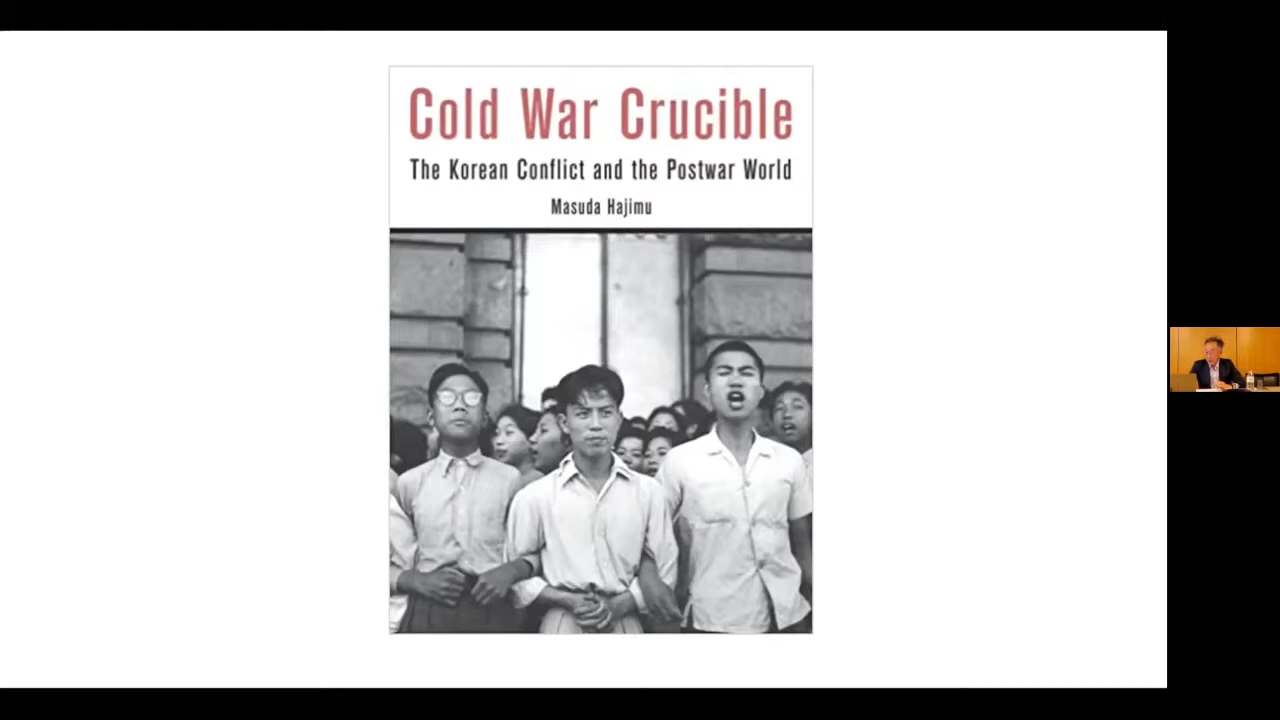 Cold War Crucible
The Korean Conflict and the Postwar World
Masuda Hajimu